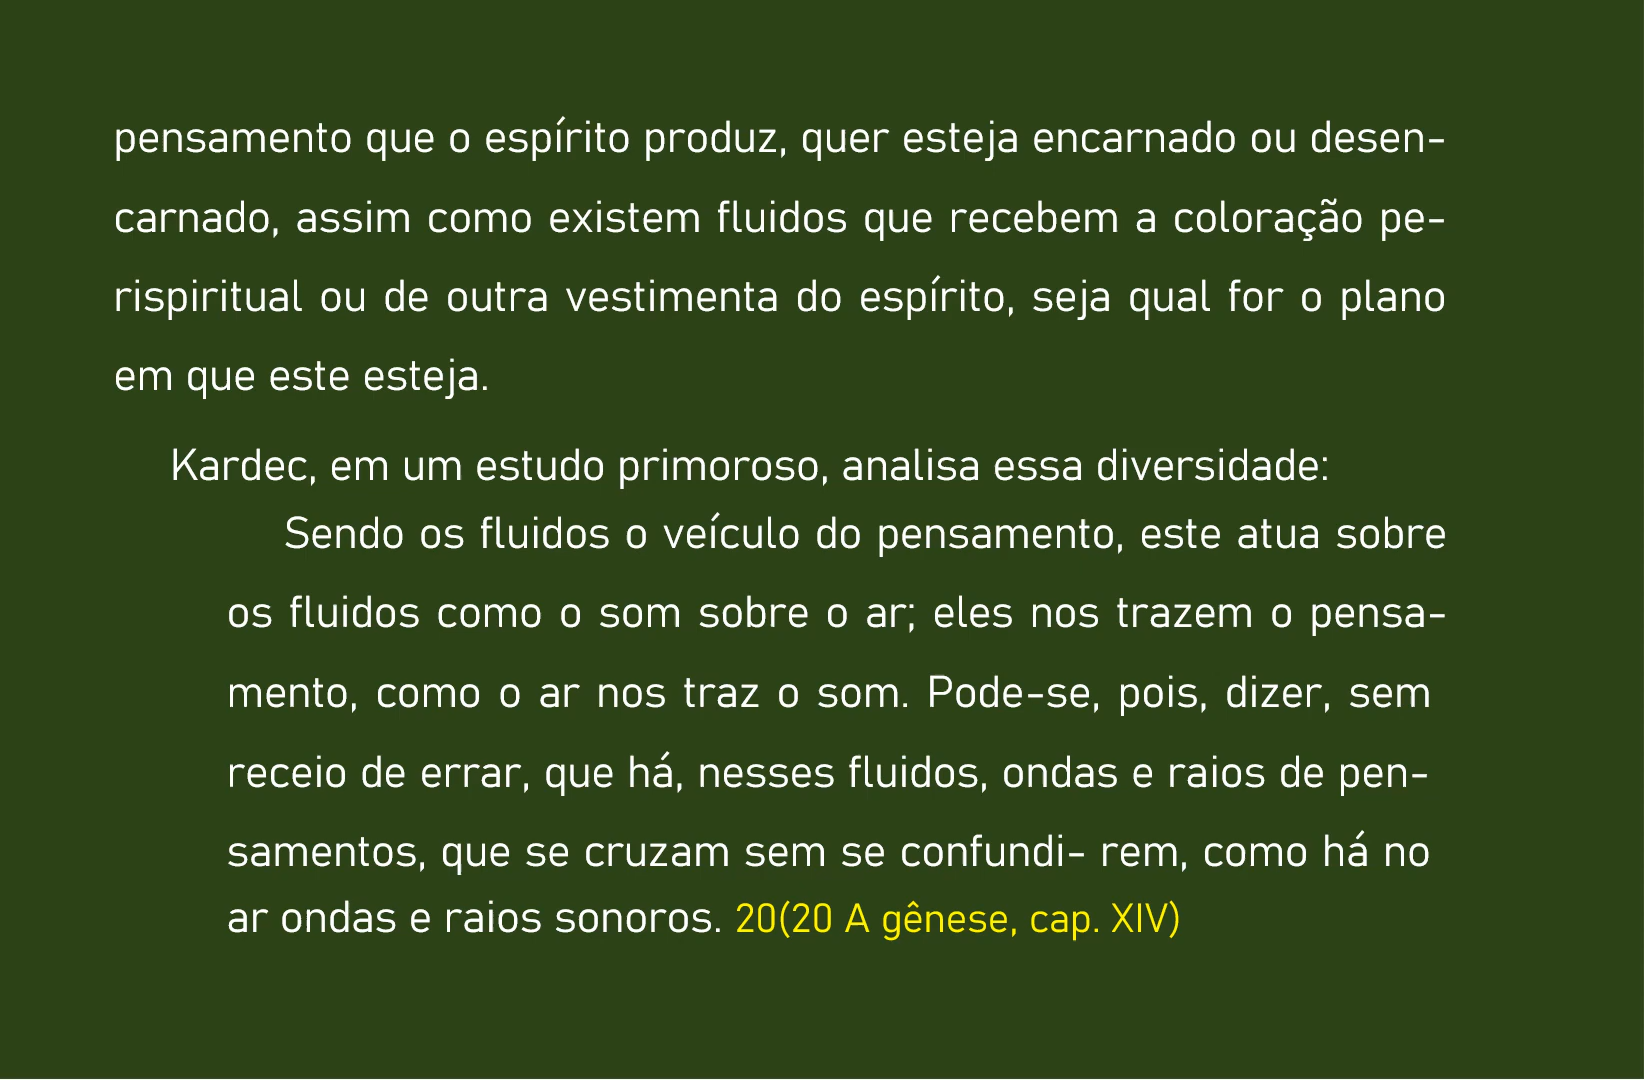 pensamento que o espírito produz, quer esteja encarnado ou desen-
carnado, assim como existem fluidos que recebem a coloração pe-
rispiritual ou de outra vestimenta do espírito, seja qual for o plano
em que este esteja.
Kardec, em um estudo primoroso, analisa essa diversidade:
Sendo os fluidos o veículo do pensamento, este atua sobre
os fluidos como o som sobre o ar; eles nos trazem o pensa-
mento, como o ar nos traz o som. Pode-se, pois, dizer, sem
receio de errar, que há, nesses fluidos, ondas e raios de pen-
samentos, que se cruzam sem se confundi- rem, como há no
ar ondas e raios sonoros. 20(20 A gênese, cap. XIV)